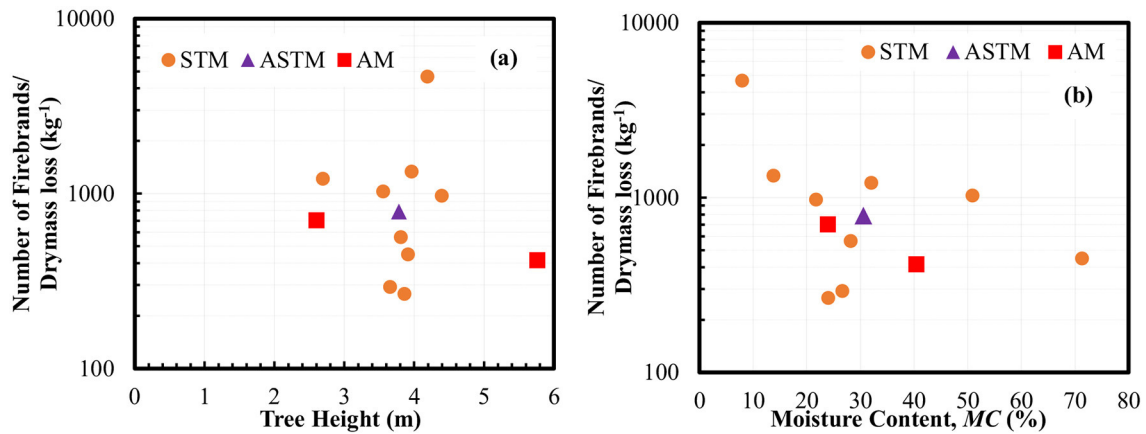 10000
STM ASTM AM (a)
1000
100
Number of Firebrands/
Drymass loss (kg⁻¹)
0 1 2 3 4 5 6
Tree Height (m)
10000
STM ASTM AM
(b)
1000
100
Number of Firebrands/
Drymass loss (kg⁻¹)
0 10 20 30 40 50 60 70 80
Moisture Content, MC (%)